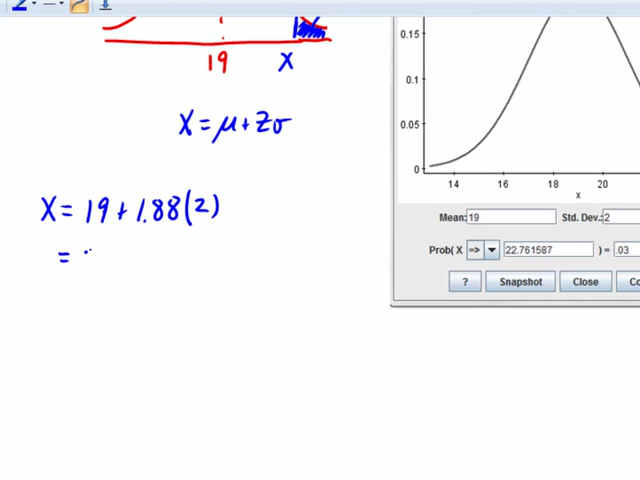 19
X
X = μ + Zσ
X = 19 + 1.88(2)
=
0.15
0.1
0.05
0
14 16 18 20
x
Mean: 19 Std. Dev.: 2
Prob( X => 22.761587 ) = .03
? Snapshot Close Co